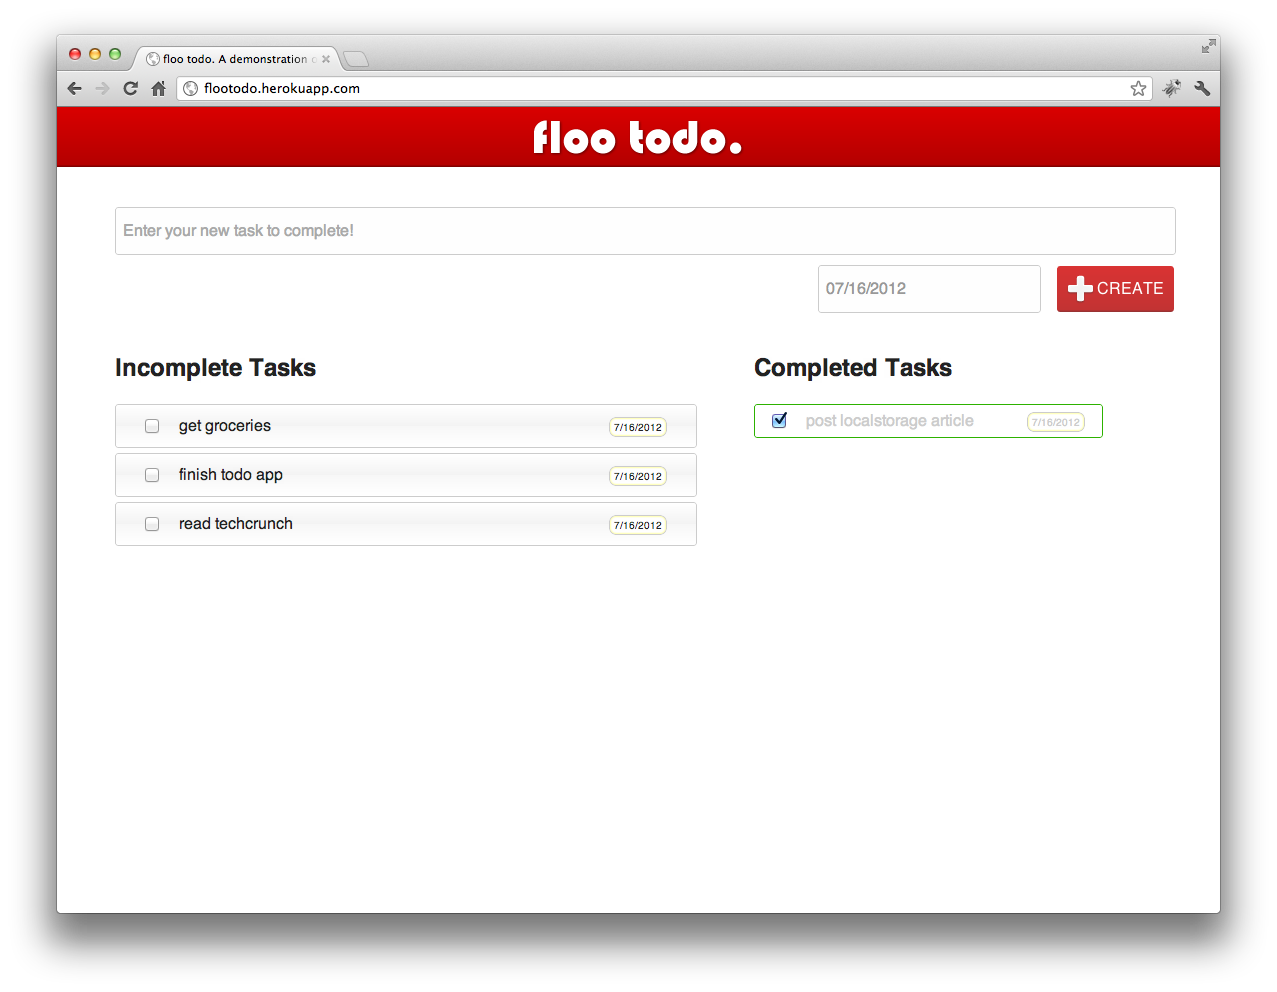 floo todo. A demonstration
flootodo.herokuapp.com
floo todo.
Enter your new task to complete!
07/16/2012
CREATE
Incomplete Tasks
get groceries 7/16/2012
finish todo app 7/16/2012
read techcrunch 7/16/2012
Completed Tasks
post localstorage article 7/16/2012